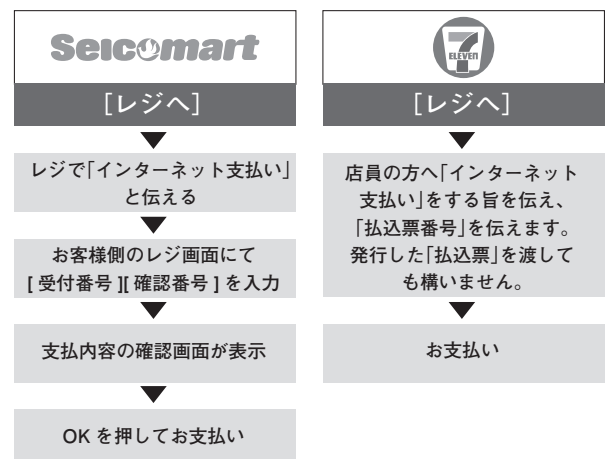 Seicomart
[レジへ]
レジで「インターネット支払い」
と伝える
お客様側のレジ画面にて
[ 受付番号 ][ 確認番号 ] を入力
支払内容の確認画面が表示
OK を押してお支払い
7
ELEVEn
[レジへ]
店員の方へ「インターネット
支払い」をする旨を伝え、
「払込票番号」を伝えます。
発行した「払込票」を渡して
も構いません。
お支払い